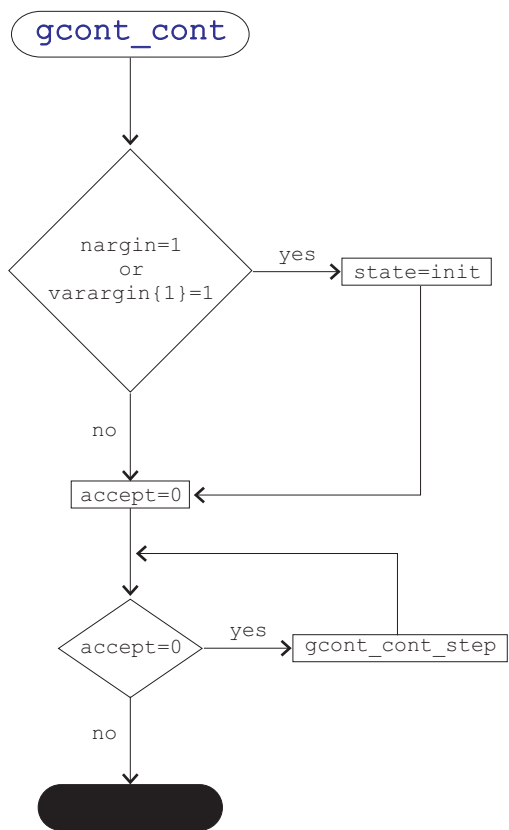 gcont_cont
nargin=1
or
varargin{1}=1
yes
state=init
no
accept=0
accept=0
yes
gcont_cont_step
no